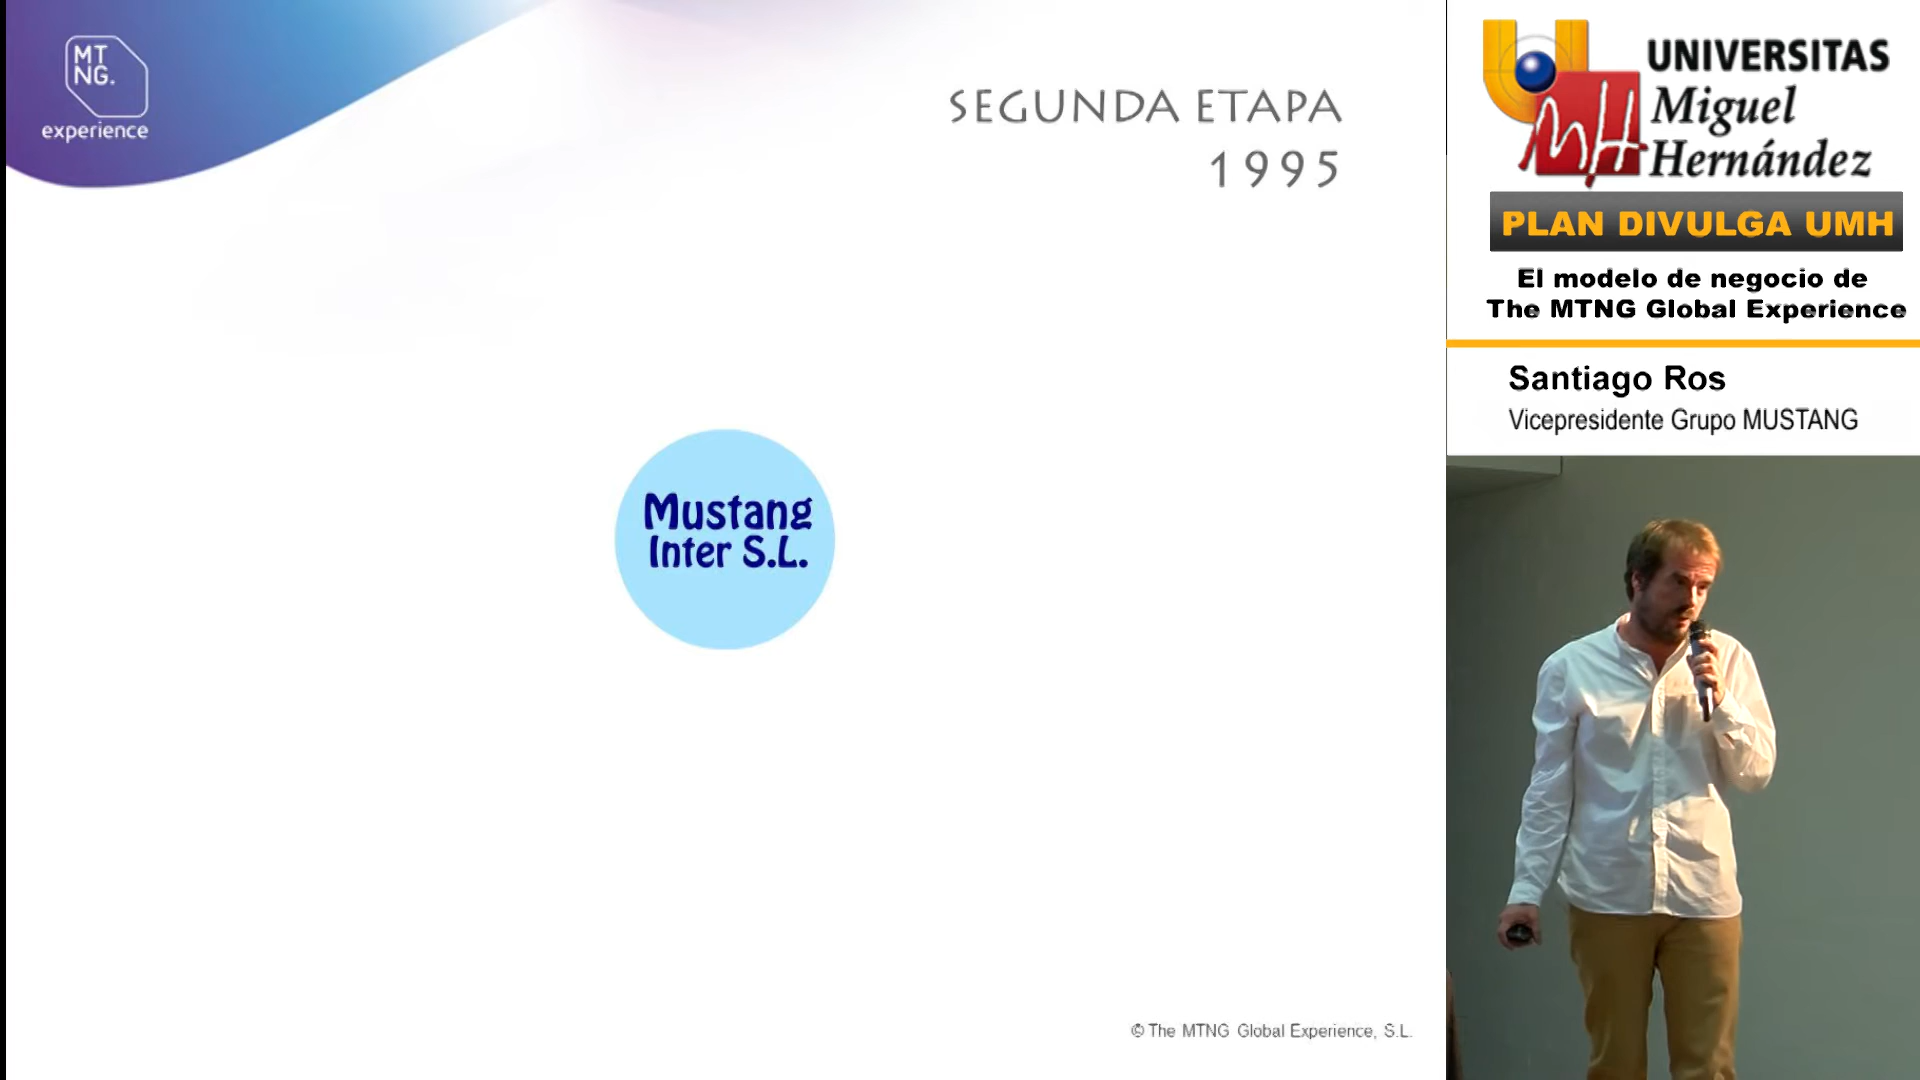 MT
NG.
experience
SEGUNDA ETAPA
1995
Mustang
Inter S.L.
© The MTNG Global Experience, S.L.
UNIVERSITAS
Miguel
Hernández
UMH
PLAN DIVULGA UMH
El modelo de negocio de
The MTNG Global Experience
Santiago Ros
Vicepresidente Grupo MUSTANG